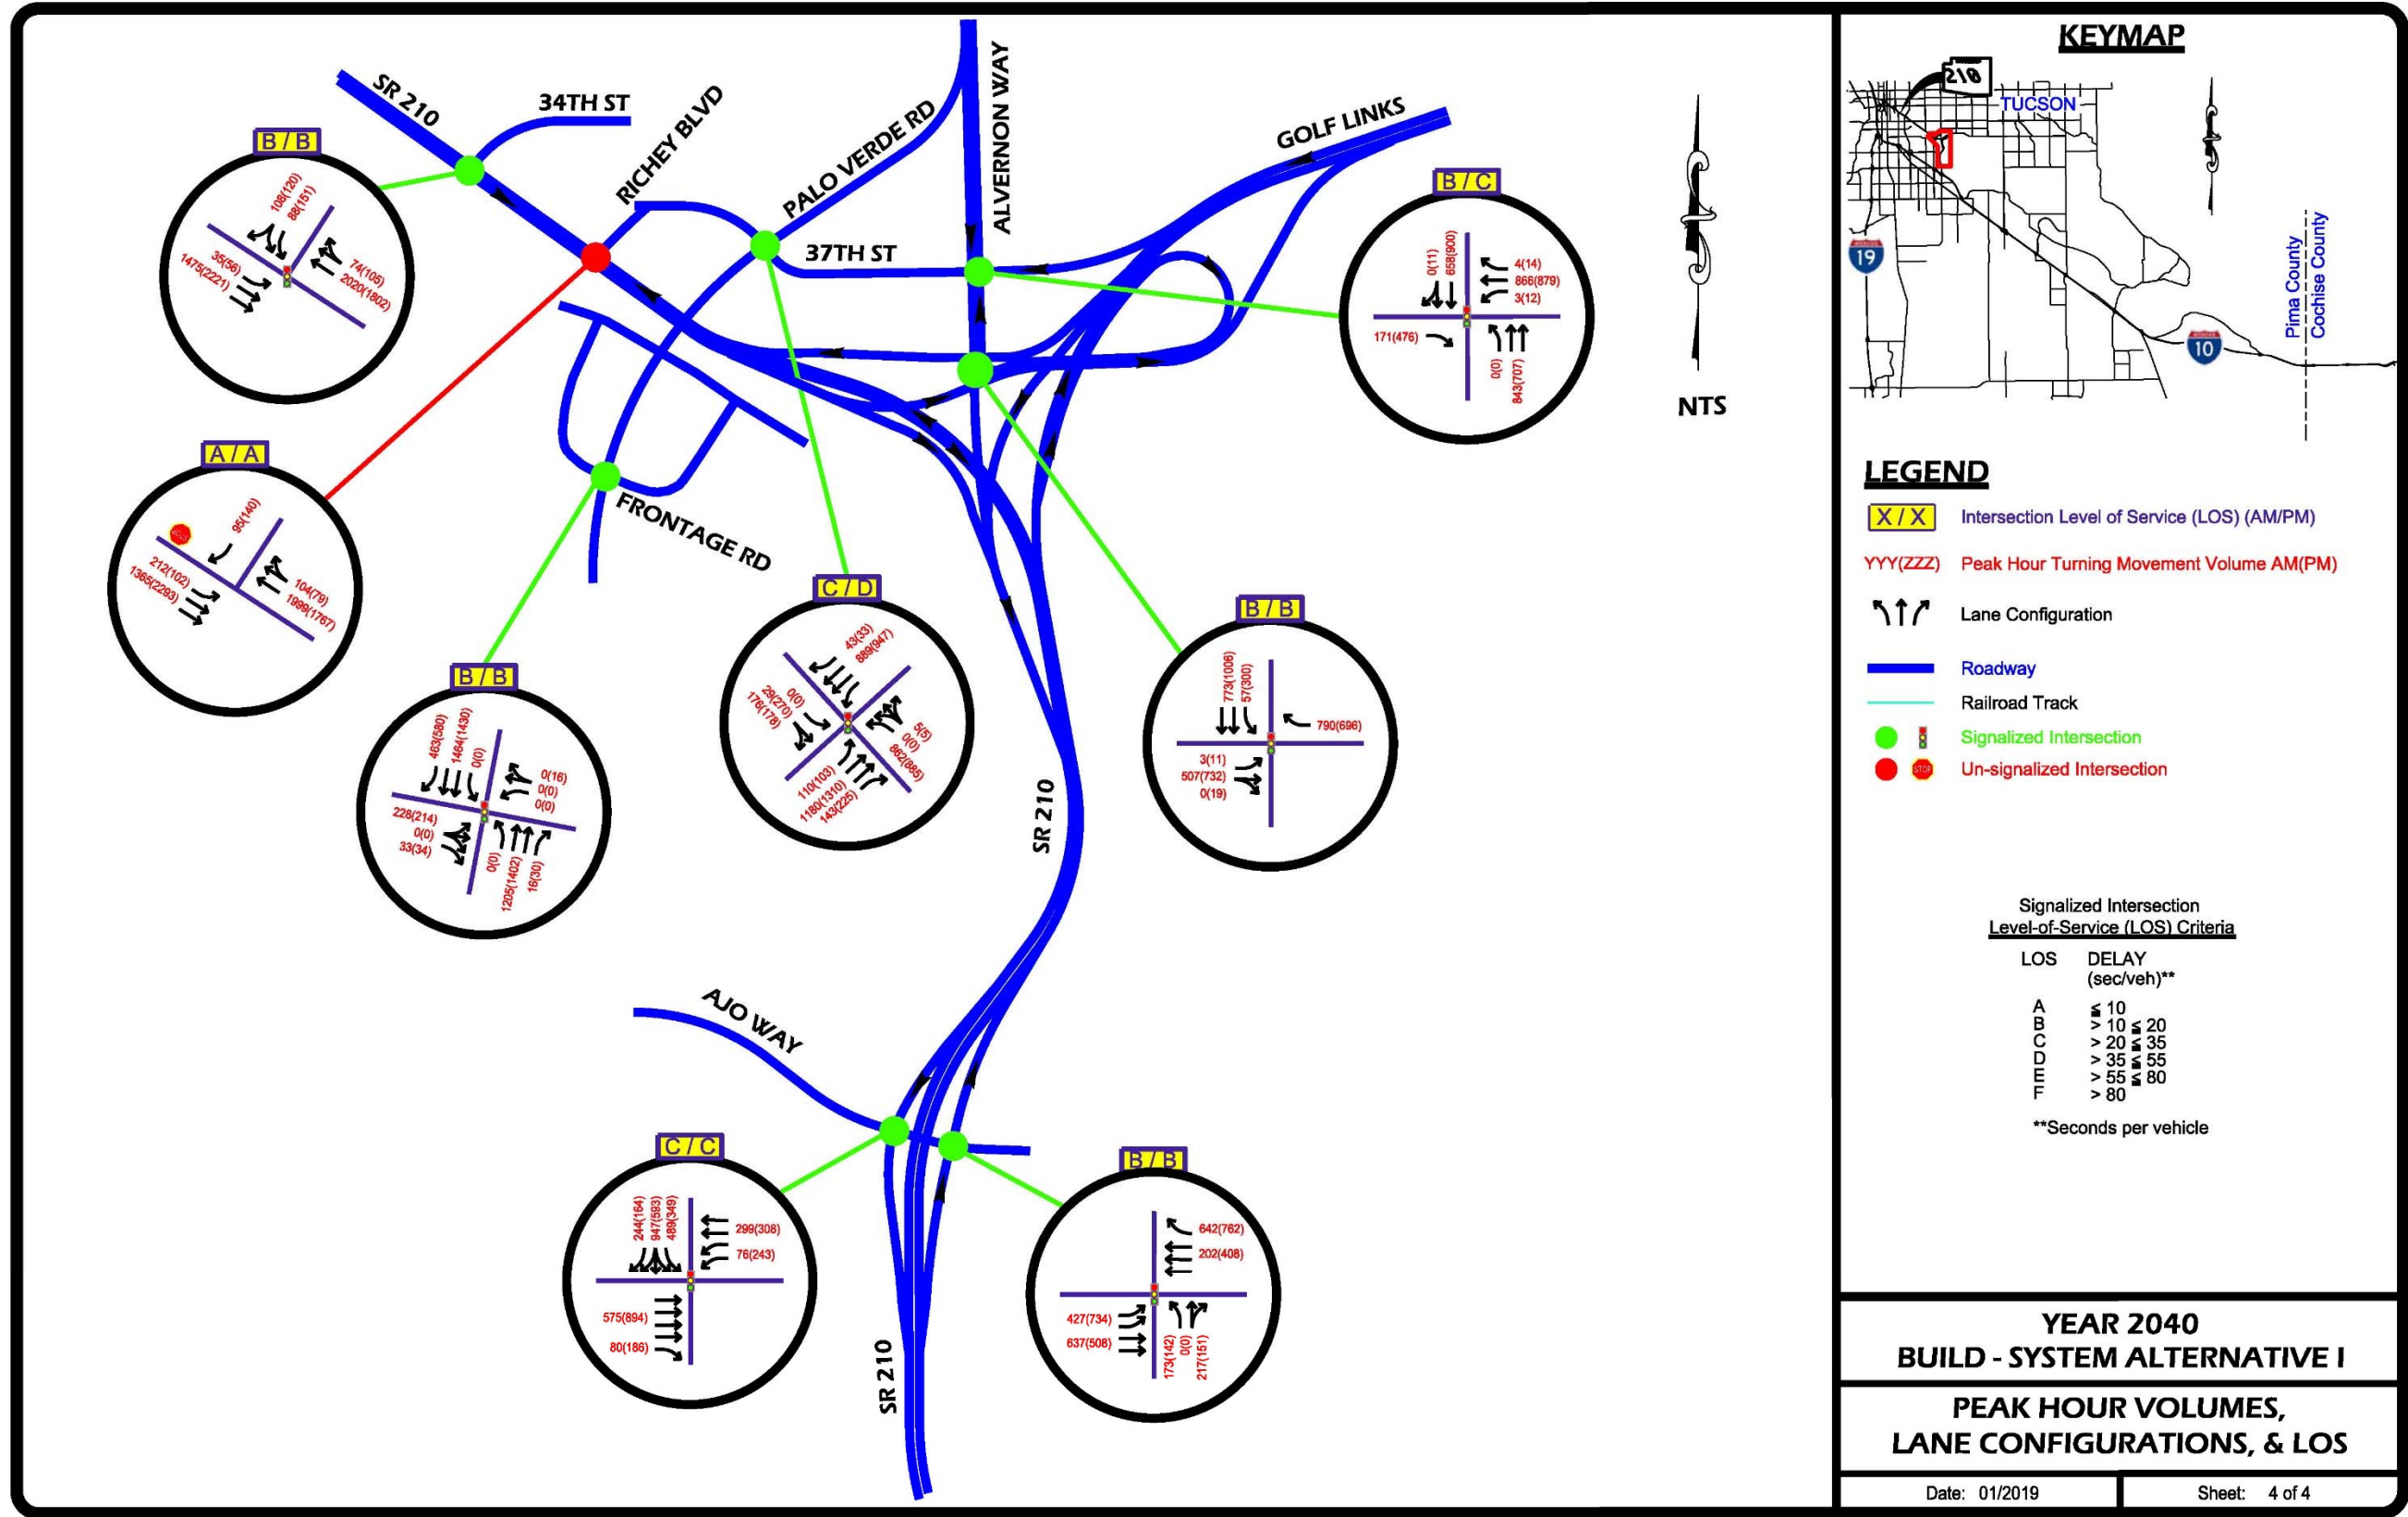 SR 210
34TH ST
RICHEY BLVD
PALO VERDE RD
ALVERNON WAY
37TH ST
GOLF LINKS
FRONTAGE RD
SR 210
AJO WAY
SR 210
NTS
B / B
108(120)
88(151)
35(56)
1475(2221)
74(105)
2020(1802)
A / A
95(140)
212(102)
1365(2293)
104(79)
1999(1767)
B / B
463(580)
1464(1430)
0(0)
0(16)
0(0)
0(0)
228(214)
0(0)
33(34)
0(0)
1205(1402)
16(30)
C / D
43(33)
889(947)
0(0)
29(270)
176(178)
5(5)
0(0)
862(885)
110(103)
1180(1310)
143(225)
B / B
773(1006)
57(300)
790(696)
3(11)
507(732)
0(19)
B / C
0(11)
658(900)
4(14)
866(879)
3(12)
171(476)
0(0)
843(707)
C / C
244(164)
947(593)
489(349)
299(308)
76(243)
575(894)
80(186)
B / B
642(762)
202(408)
427(734)
637(508)
173(142)
0(0)
217(151)
KEYMAP
210
TUCSON
19
10
Pima County
Cochise County
LEGEND
X / X Intersection Level of Service (LOS) (AM/PM)
YYY(ZZZ) Peak Hour Turning Movement Volume AM(PM)
Lane Configuration
Roadway
Railroad Track
Signalized Intersection
STOP Un-signalized Intersection
Signalized Intersection
Level-of-Service (LOS) Criteria
LOS DELAY
(sec/veh)**
A ≤ 10
B > 10 ≤ 20
C > 20 ≤ 35
D > 35 ≤ 55
E > 55 ≤ 80
F > 80
**Seconds per vehicle
YEAR 2040
BUILD - SYSTEM ALTERNATIVE I
PEAK HOUR VOLUMES,
LANE CONFIGURATIONS, & LOS
Date: 01/2019 Sheet: 4 of 4